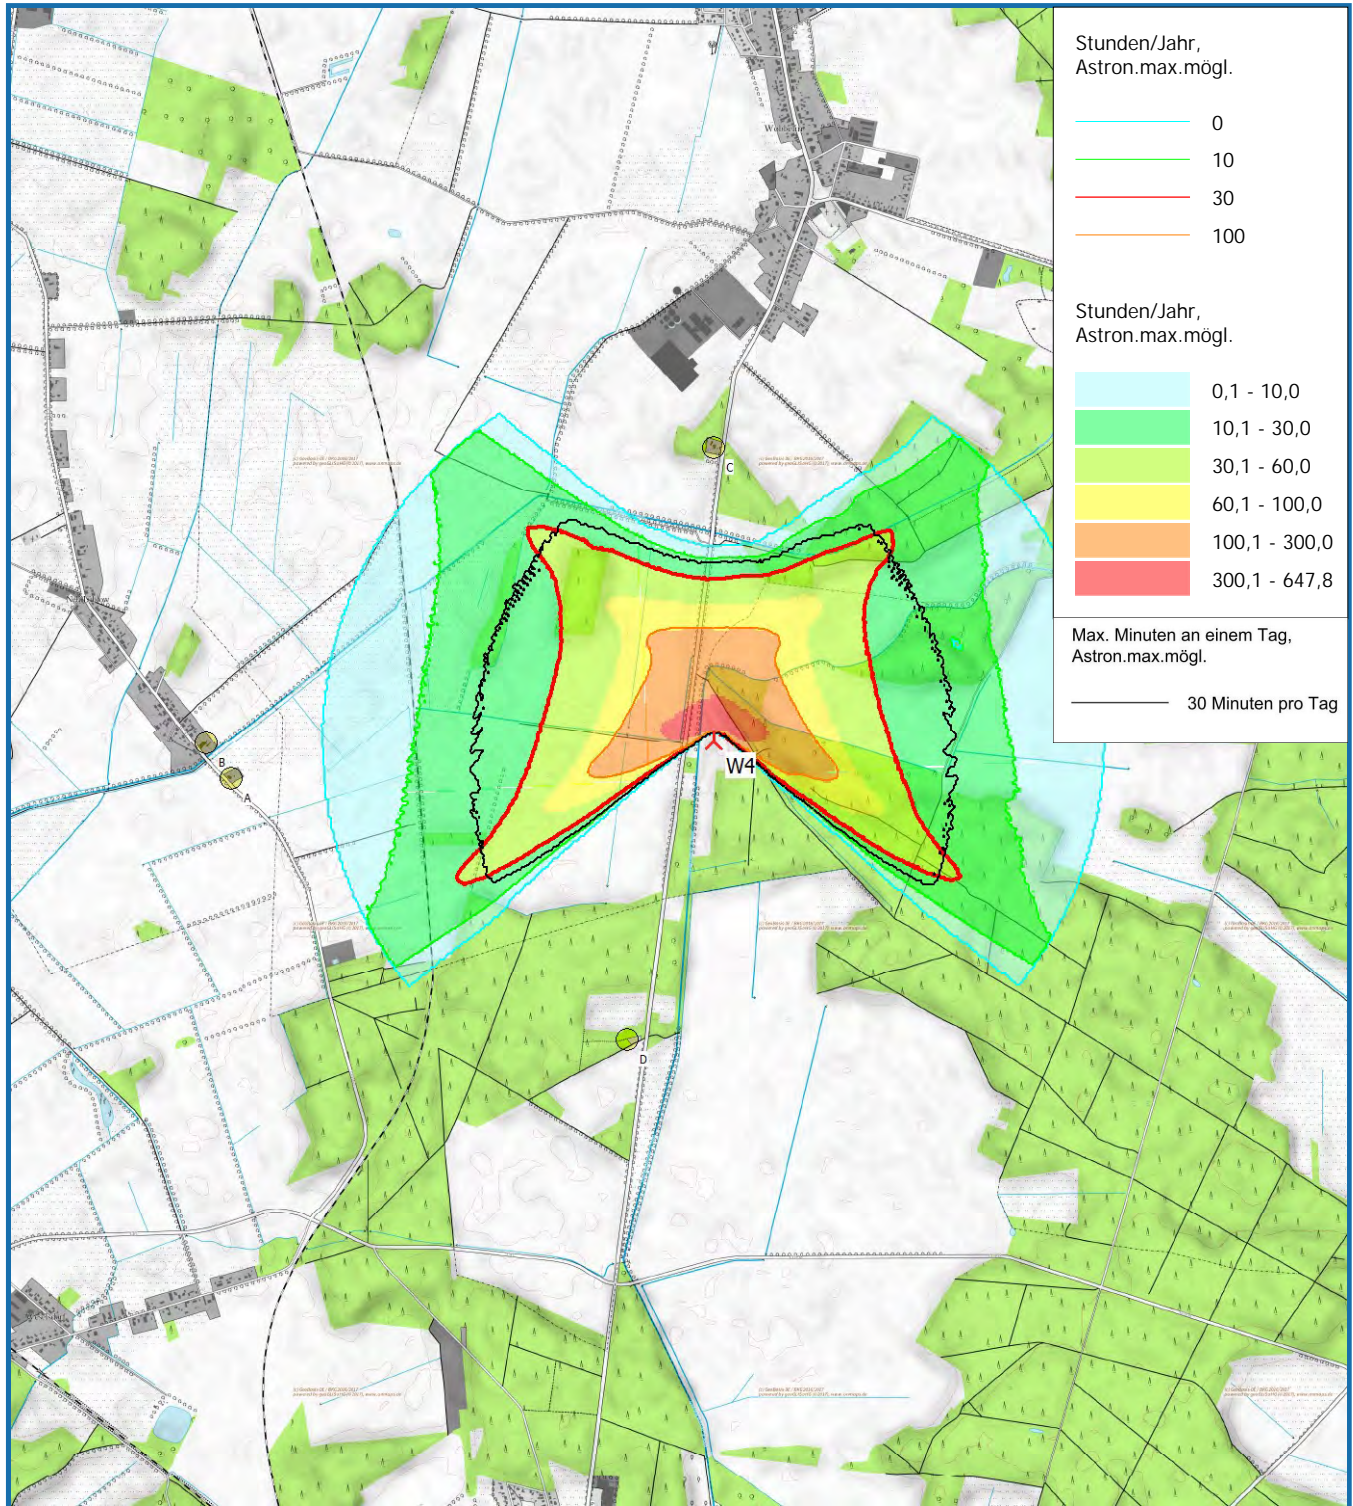 Stunden/Jahr,
Astron.max.mögl.
0
10
30
100
Stunden/Jahr,
Astron.max.mögl.
0,1 - 10,0
10,1 - 30,0
30,1 - 60,0
60,1 - 100,0
100,1 - 300,0
300,1 - 647,8
Max. Minuten an einem Tag,
Astron.max.mögl.
30 Minuten pro Tag
C
B
A
W4
D